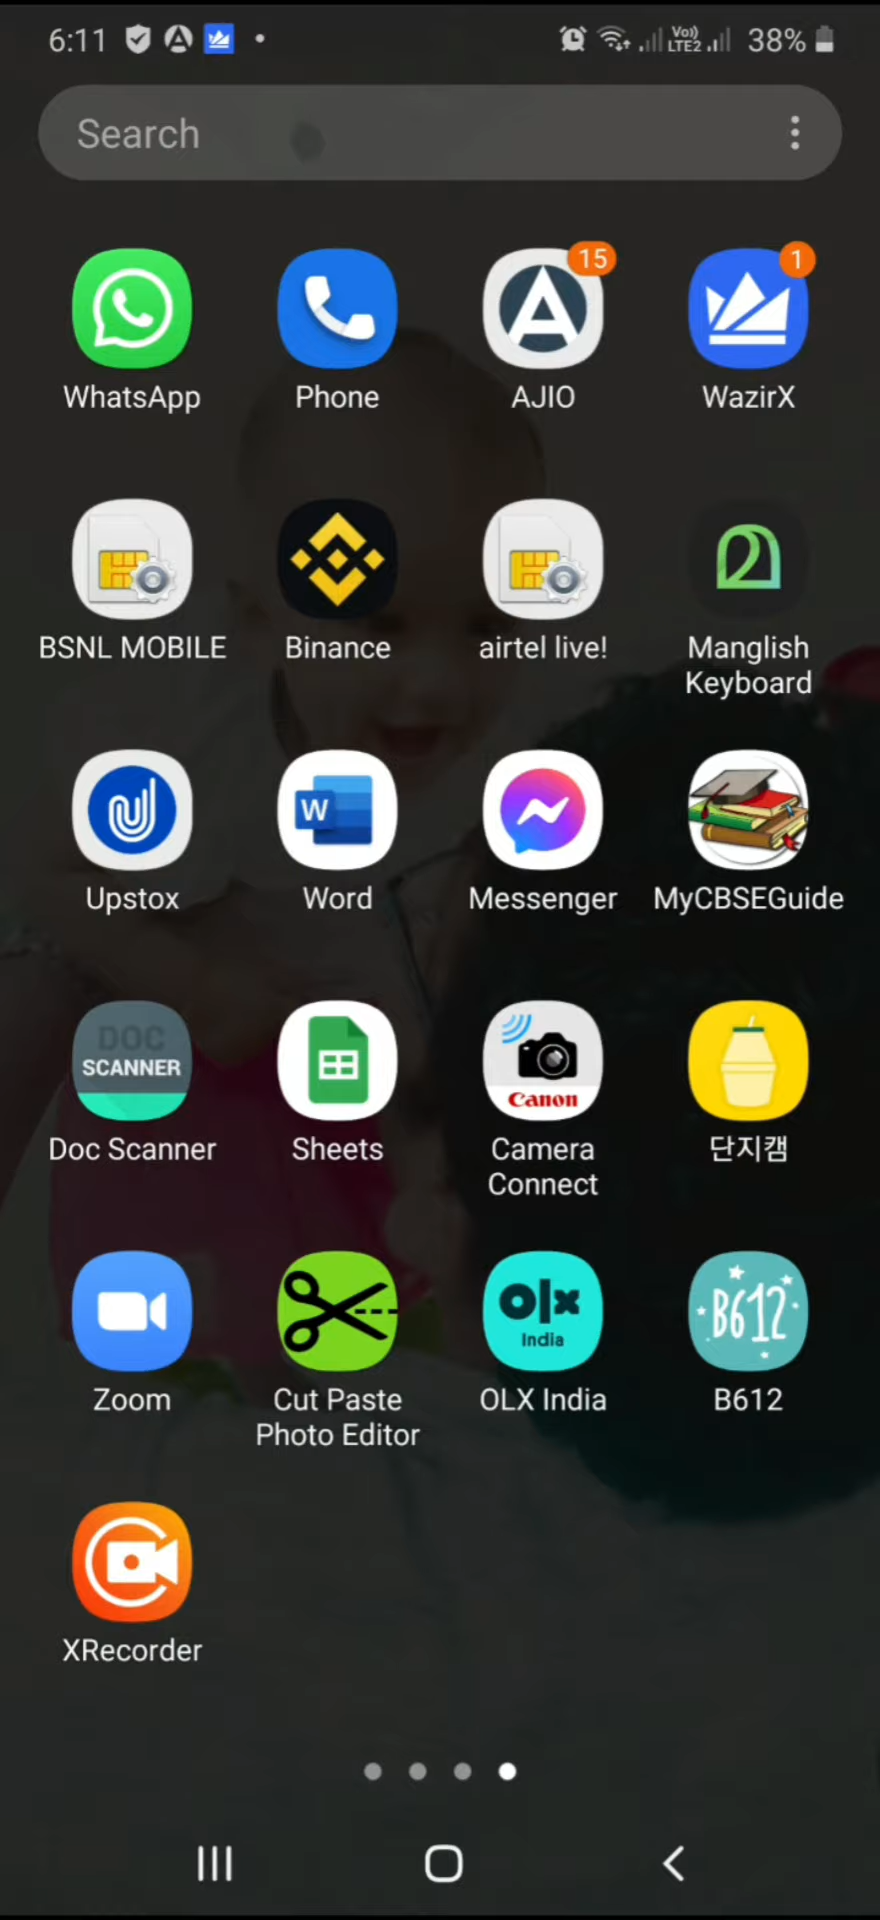 6:11 Vo)) LTE2 38%
Search
15 1
WhatsApp Phone AJIO WazirX
BSNL MOBILE Binance airtel live! Manglish
Keyboard
W
Upstox Word Messenger MyCBSEGuide
DOC
SCANNER
Canon
Doc Scanner Sheets Camera 단지캠
Connect
olx B612
India
Zoom Cut Paste OLX India B612
Photo Editor
XRecorder